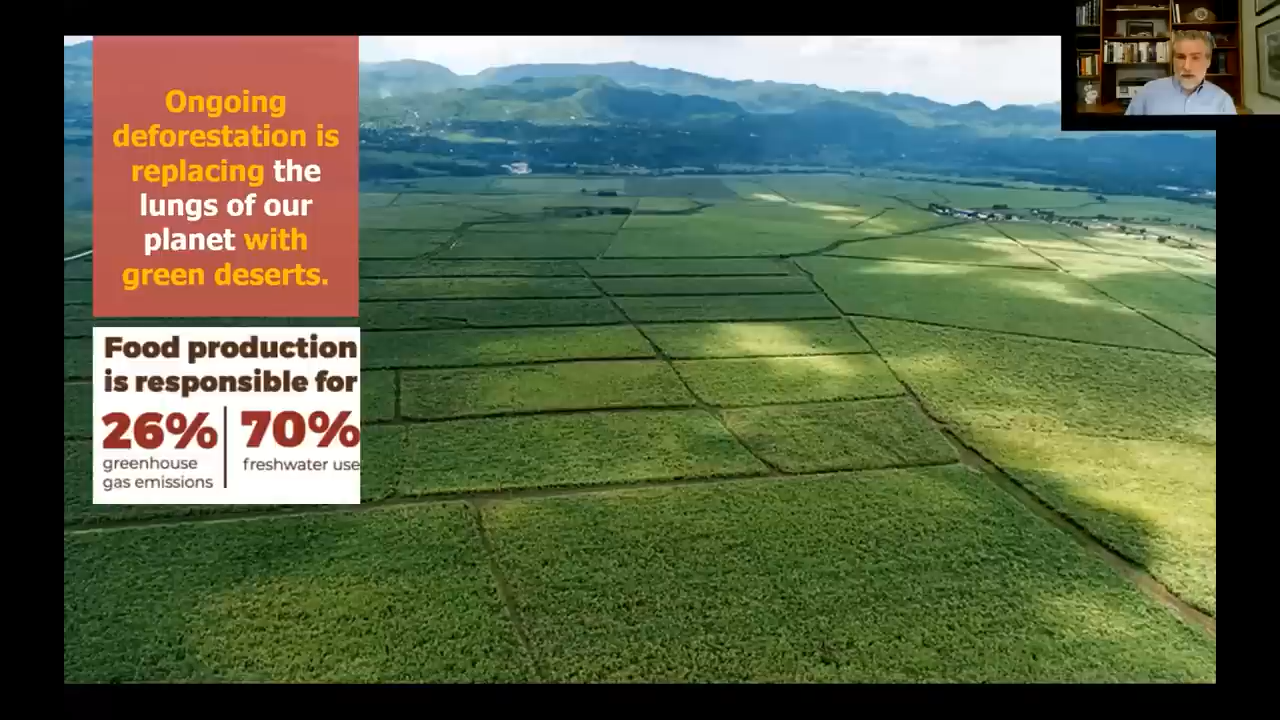 Ongoing
deforestation is
replacing the
lungs of our
planet with
green deserts.
Food production
is responsible for
26% 70%
greenhouse freshwater use
gas emissions